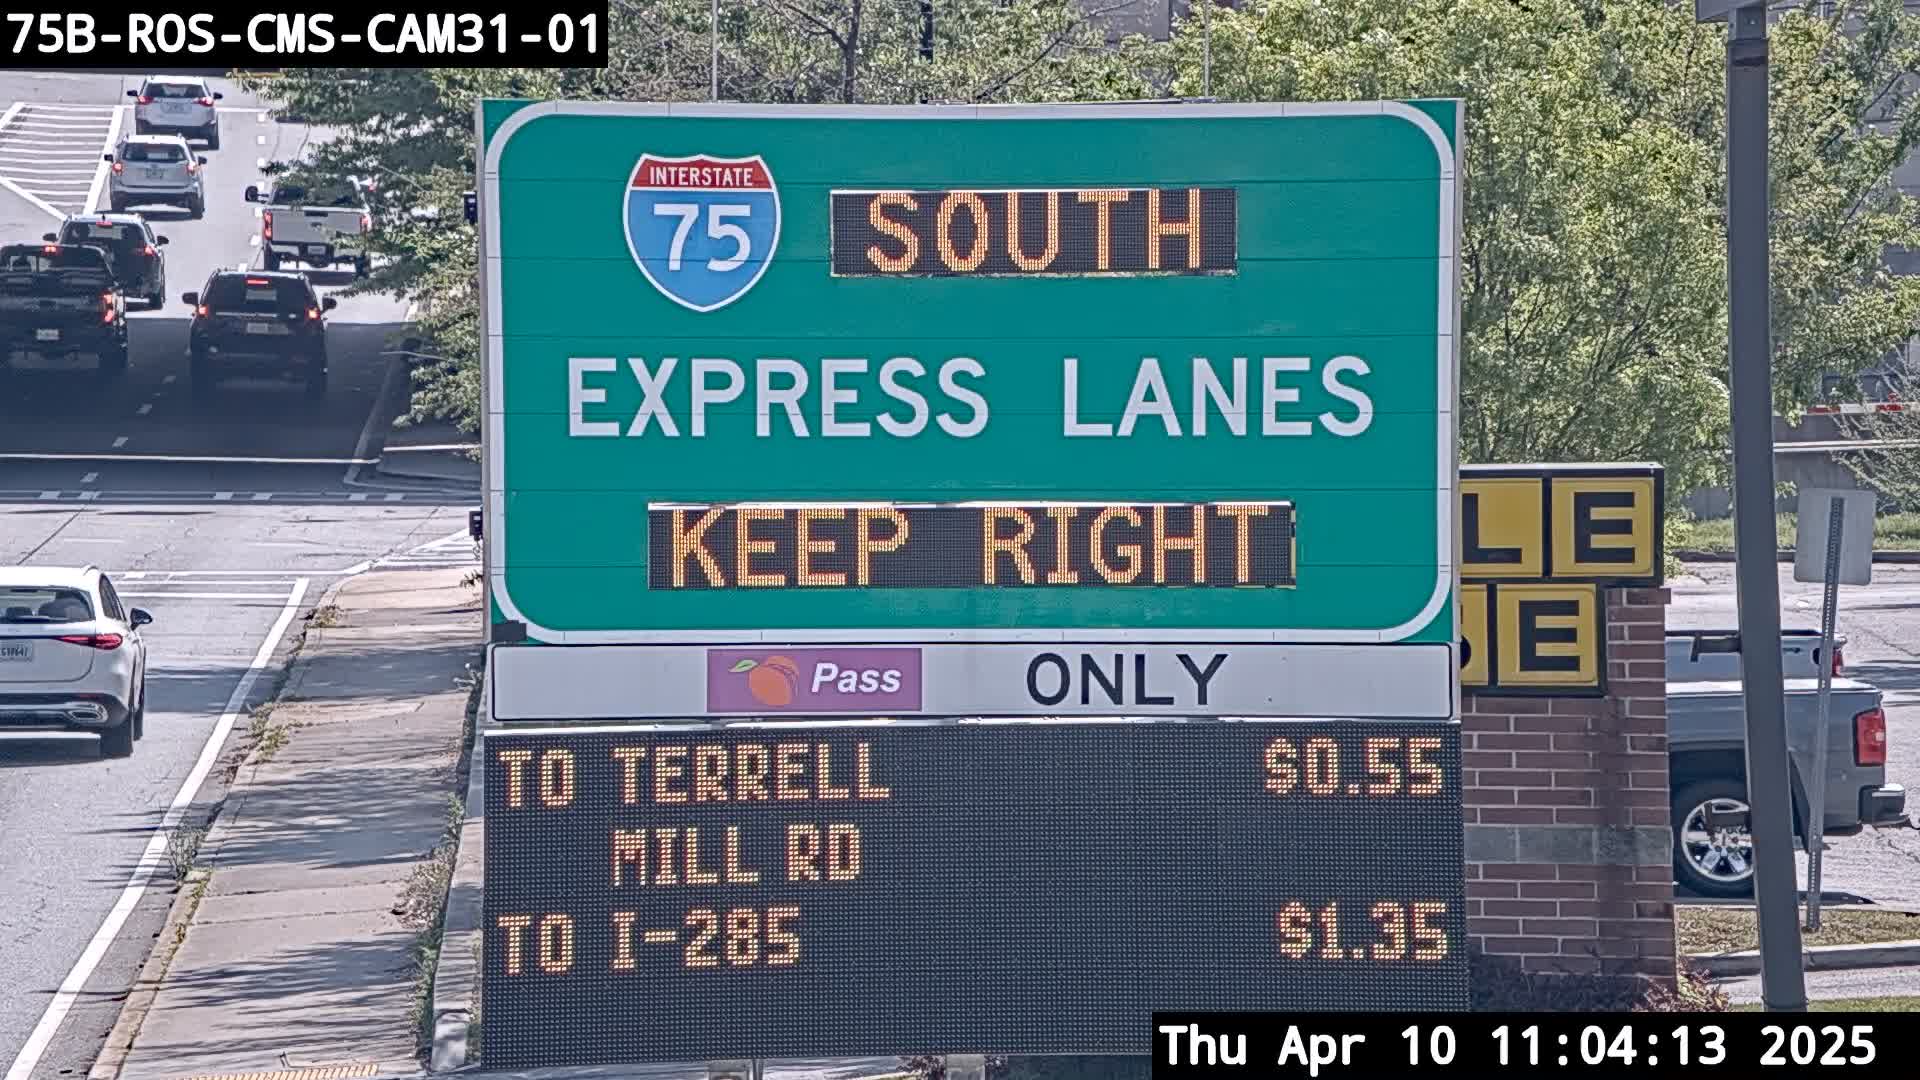 75B-ROS-CMS-CAM31-01
INTERSTATE
75
SOUTH
EXPRESS LANES
KEEP RIGHT
Pass ONLY
TO TERRELL $0.55
MILL RD
TO I-285 $1.35
LE
E
Thu Apr 10 11:04:13 2025